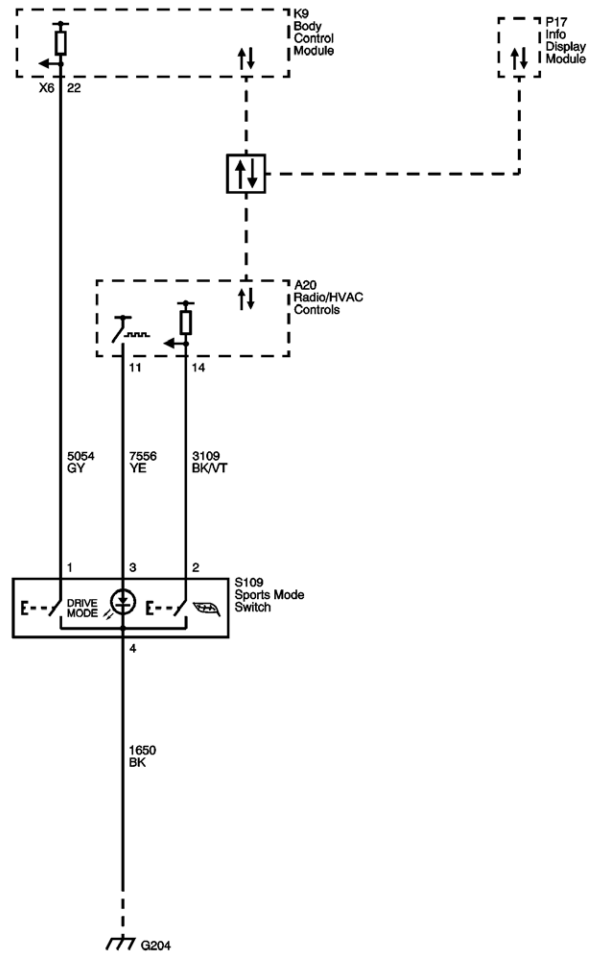 K9
Body
Control
Module
P17
Info
Display
Module
X6 22
A20
Radio/HVAC
Controls
11 14
5054
GY
7556
YE
3109
BK/VT
1 3 2
S109
Sports Mode
Switch
E DRIVE
MODE
E
4
1650
BK
G204